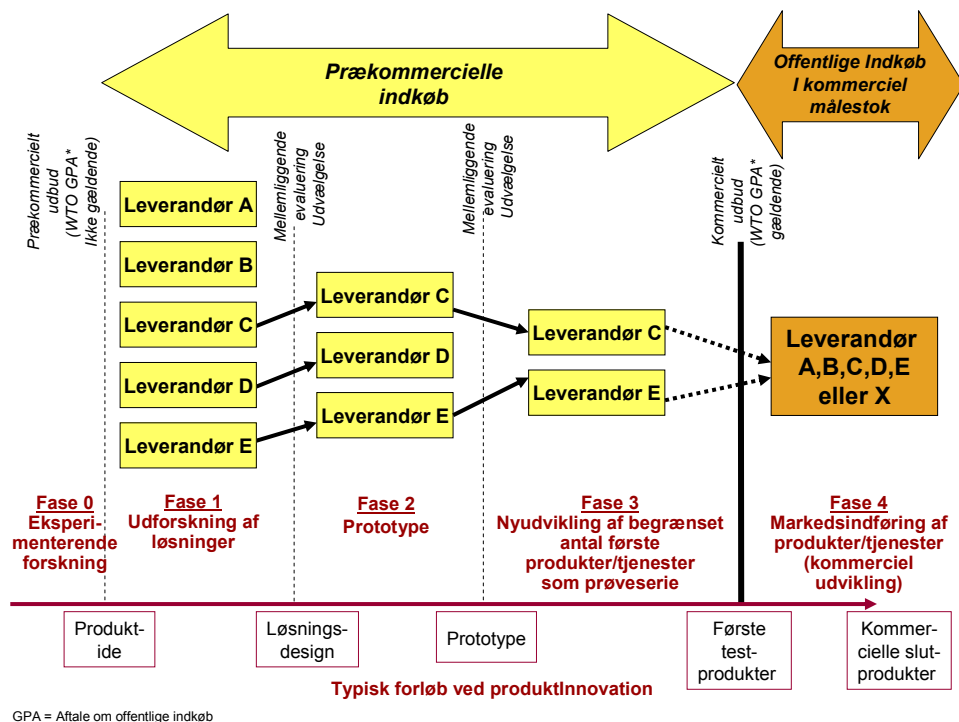 Prækommercielle
indkøb
Offentlige Indkøb
I kommerciel
målestok
Prækommercielt
udbud
(WTO GPA*
Ikke gældende)
Mellemliggende
evaluering
Udvælgelse
Mellemliggende
evaluering
Udvælgelse
Kommercielt
udbud
(WTO GPA*
gældende)
Leverandør A
Leverandør B
Leverandør C
Leverandør D
Leverandør E
Leverandør C
Leverandør D
Leverandør E
Leverandør C
Leverandør E
Leverandør
A,B,C,D,E
eller X
Fase 0
Eksperi-
menterende
forskning
Fase 1
Udforskning af
løsninger
Fase 2
Prototype
Fase 3
Nyudvikling af begrænset
antal første
produkter/tjenester
som prøveserie
Fase 4
Markedsindføring af
produkter/tjenester
(kommerciel
udvikling)
Produkt-
ide
Løsnings-
design
Prototype
Første
test-
produkter
Kommer-
cielle slut-
produkter
Typisk forløb ved produktInnovation
GPA = Aftale om offentlige indkøb